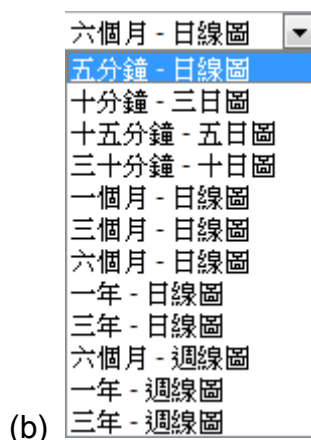 六個月 - 日線圖
五分鐘 - 日線圖
十分鐘 - 三日圖
十五分鐘 - 五日圖
三十分鐘 - 十日圖
一個月 - 日線圖
三個月 - 日線圖
六個月 - 日線圖
一年 - 日線圖
三年 - 日線圖
六個月 - 週線圖
一年 - 週線圖
(b) 三年 - 週線圖